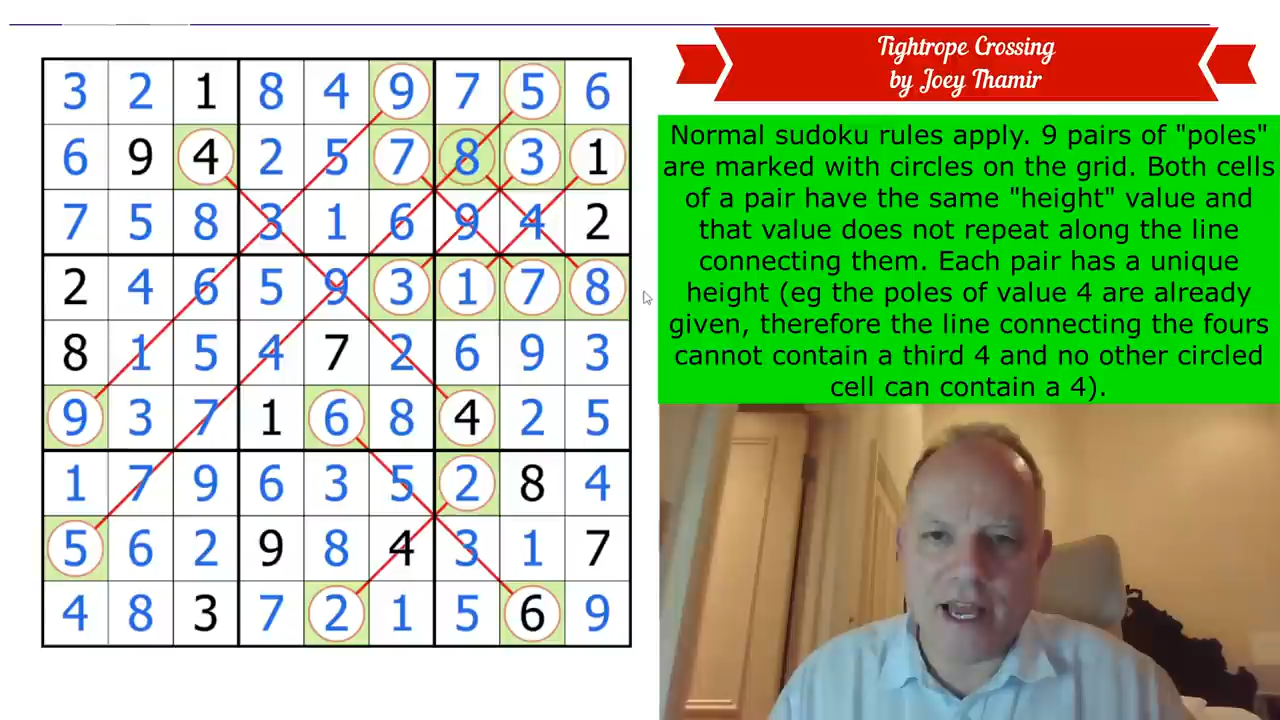 Tightrope Crossing
by Joey Thamir
Normal sudoku rules apply. 9 pairs of "poles"
are marked with circles on the grid. Both cells
of a pair have the same "height" value and
that value does not repeat along the line
connecting them. Each pair has a unique
height (eg the poles of value 4 are already
given, therefore the line connecting the fours
cannot contain a third 4 and no other circled
cell can contain a 4).
3 2 1 8 4 9 7 5 6
6 9 4 2 5 7 8 3 1
7 5 8 3 1 6 9 4 2
2 4 6 5 9 3 1 7 8
8 1 5 4 7 2 6 9 3
9 3 7 1 6 8 4 2 5
1 7 9 6 3 5 2 8 4
5 6 2 9 8 4 3 1 7
4 8 3 7 2 1 5 6 9